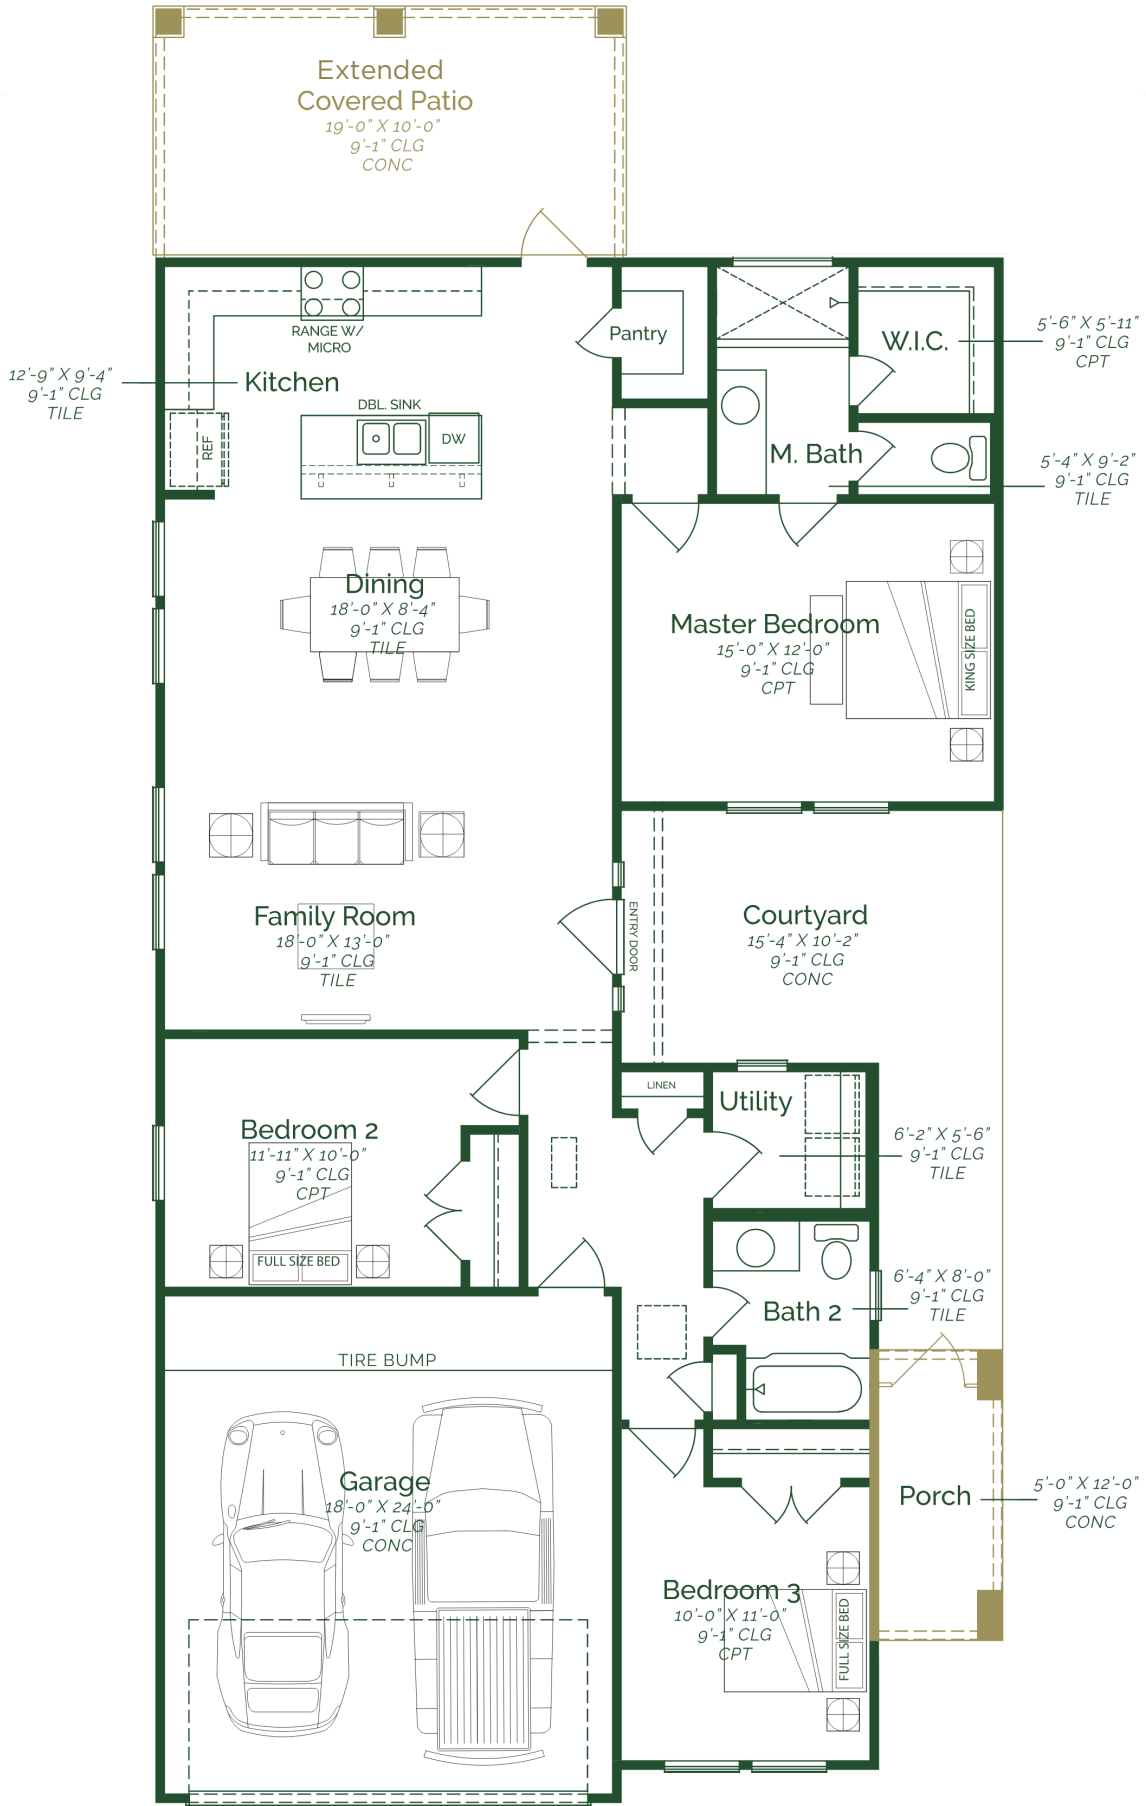 Extended
Covered Patio
19'-0" X 10'-0"
9'-1" CLG
CONC
RANGE W/
MICRO
Pantry
W.I.C.
5'-6" X 5'-11"
9'-1" CLG
CPT
12'-9" X 9'-4"
9'-1" CLG
TILE
Kitchen
DBL. SINK
DW
REF
M. Bath
5'-4" X 9'-2"
9'-1" CLG
TILE
Dining
18'-0" X 8'-4"
9'-1" CLG
TILE
Master Bedroom
15'-0" X 12'-0"
9'-1" CLG
CPT
KING SIZE BED
Family Room
18'-0" X 13'-0"
9'-1" CLG
TILE
ENTRY DOOR
Courtyard
15'-4" X 10'-2"
9'-1" CLG
CONC
LINEN
Utility
6'-2" X 5'-6"
9'-1" CLG
TILE
Bedroom 2
11'-11" X 10'-0"
9'-1" CLG
CPT
FULL SIZE BED
Bath 2
6'-4" X 8'-0"
9'-1" CLG
TILE
TIRE BUMP
Garage
18'-0" X 24'-0"
9'-1" CLG
CONC
Porch
5'-0" X 12'-0"
9'-1" CLG
CONC
Bedroom 3
10'-0" X 11'-0"
9'-1" CLG
CPT
FULL SIZE BED